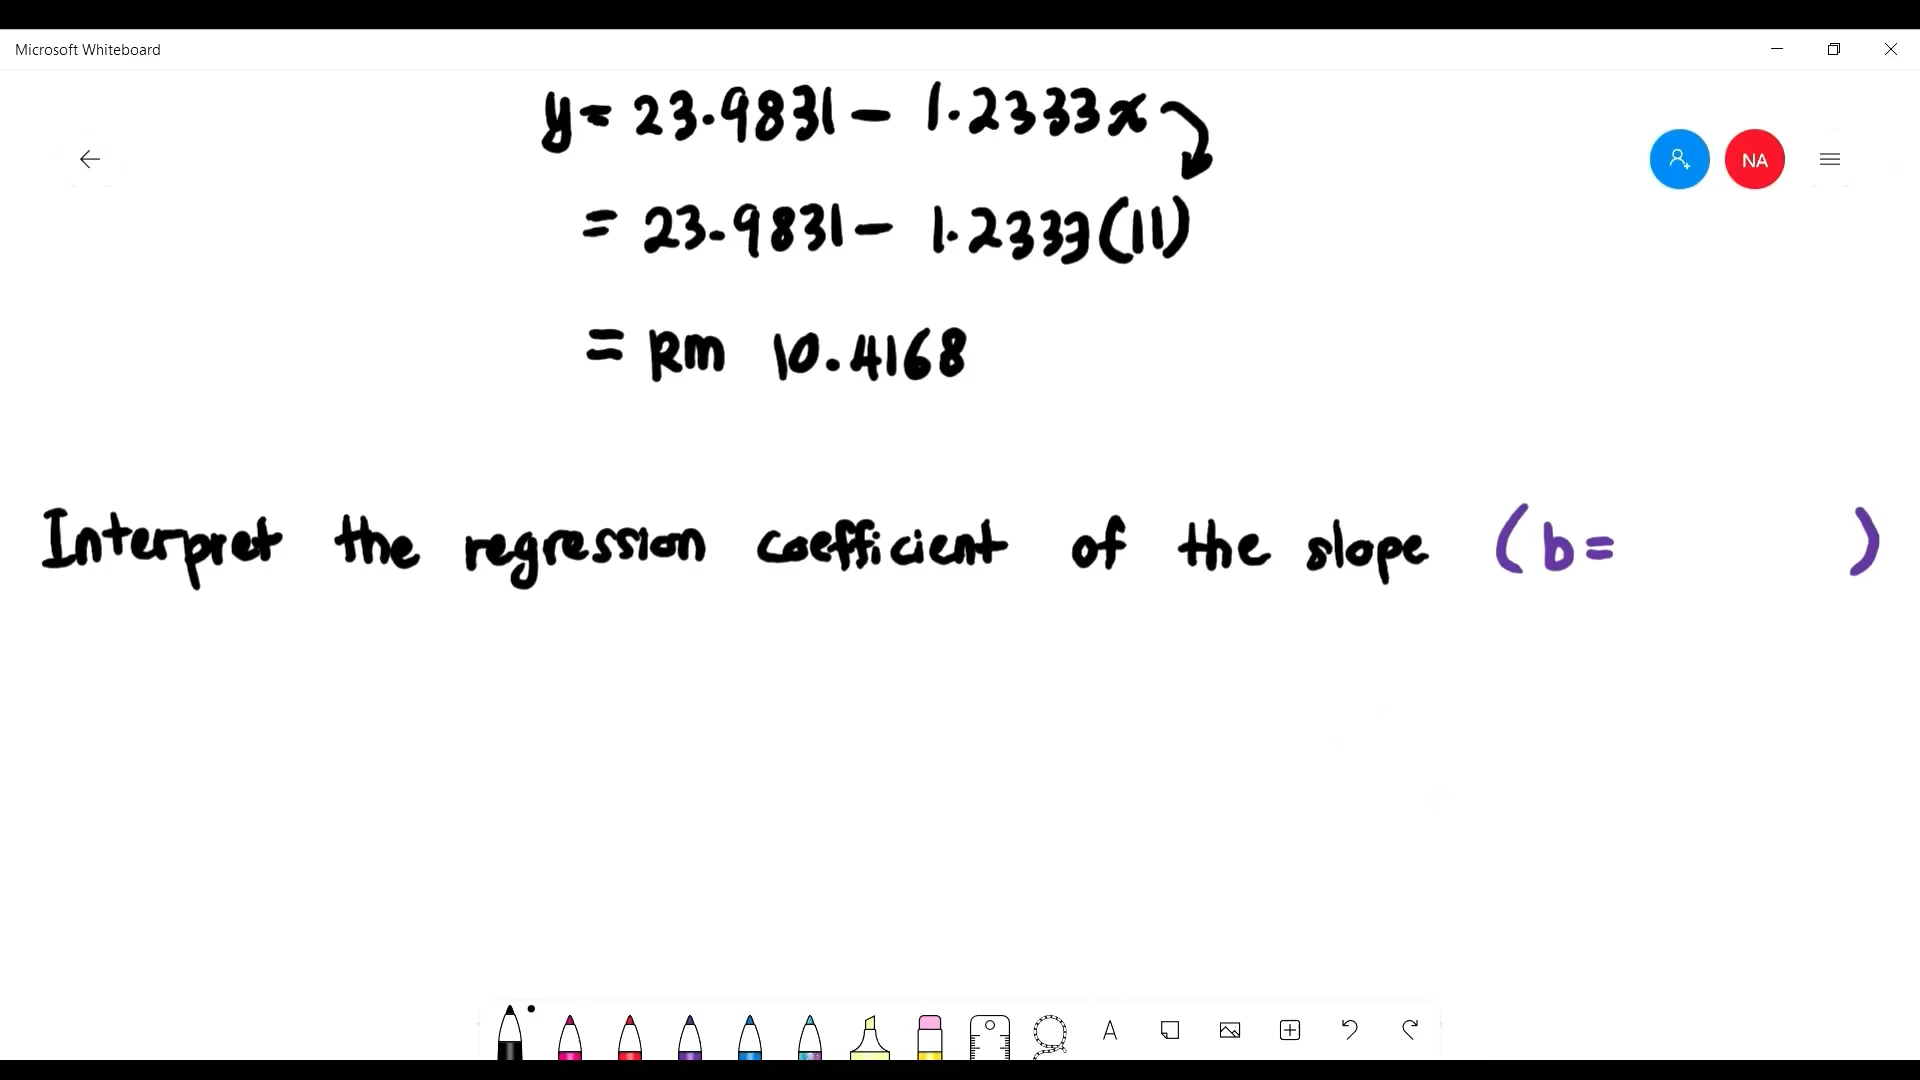 Microsoft Whiteboard
y= 23.9831 - 1.2333x
NA
= 23.9831 - 1.2333(11)
= Rm 10.4168
Interpret the regression coefficient of the slope (b= )
A